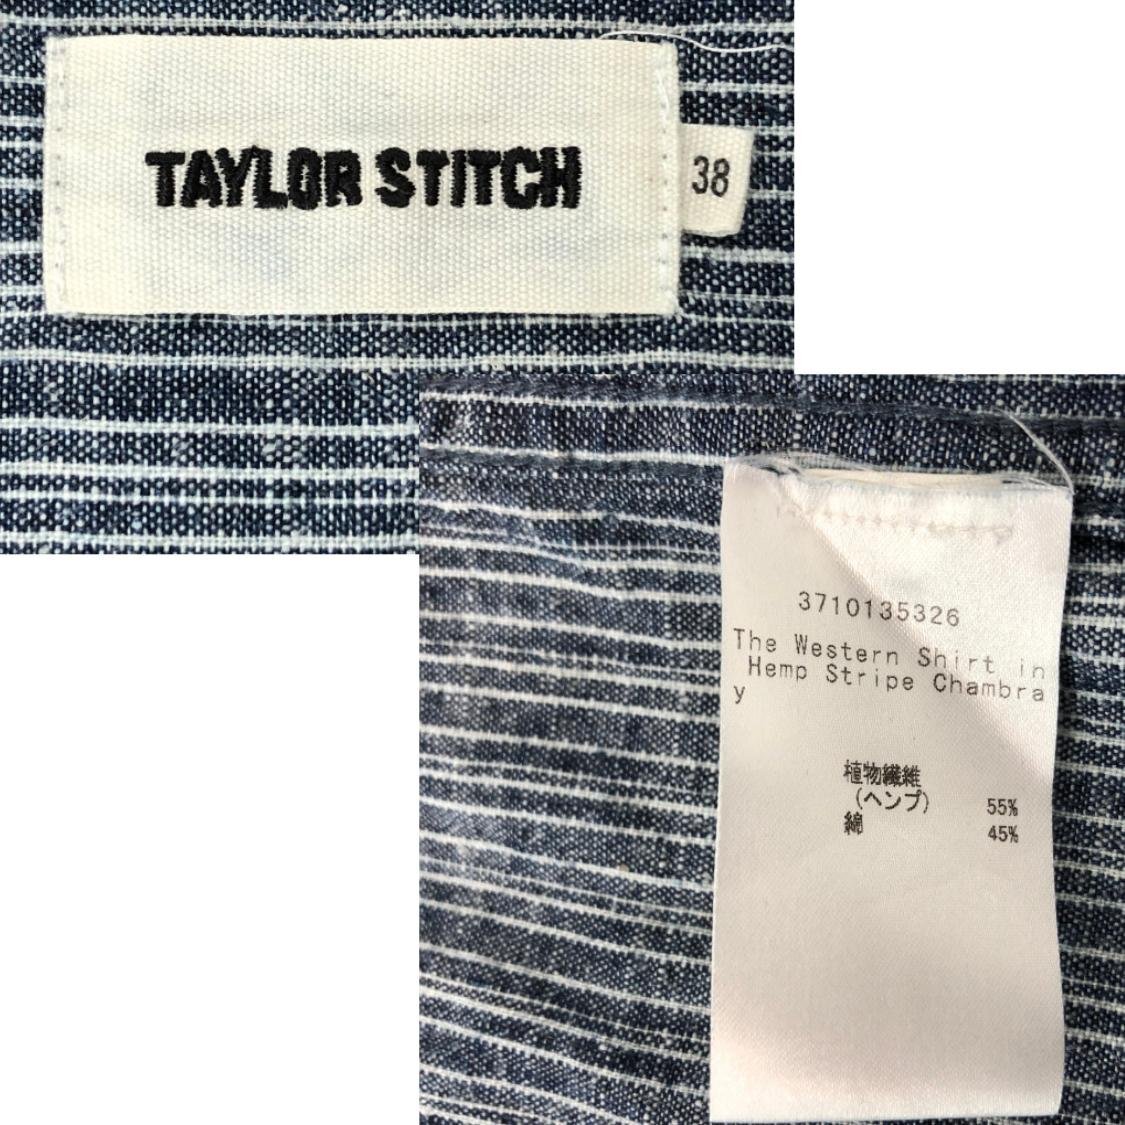 TAYLOR STITCH
38
3710135326
The Western Shirt in
Hemp Stripe Chambra
y
植物繊維
(ヘンプ) 55%
綿 45%